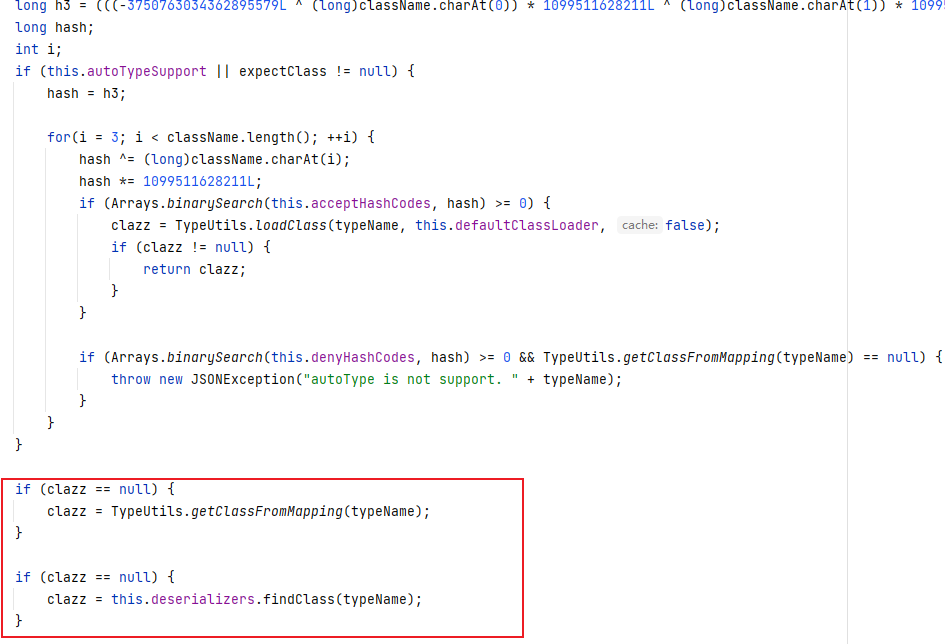 long h3 = (((-3750763034362895579L ^ (long)className.charAt(0)) * 1099511628211L ^ (long)className.charAt(1)) * 1099
long hash;
int i;
if (this.autoTypeSupport || expectClass != null) {
hash = h3;
for(i = 3; i < className.length(); ++i) {
hash ^= (long)className.charAt(i);
hash *= 1099511628211L;
if (Arrays.binarySearch(this.acceptHashCodes, hash) >= 0) {
clazz = TypeUtils.loadClass(typeName, this.defaultClassLoader, cache: false);
if (clazz != null) {
return clazz;
}
}
if (Arrays.binarySearch(this.denyHashCodes, hash) >= 0 && TypeUtils.getClassFromMapping(typeName) == null) {
throw new JSONException("autoType is not support. " + typeName);
}
}
}
if (clazz == null) {
clazz = TypeUtils.getClassFromMapping(typeName);
}
if (clazz == null) {
clazz = this.deserializers.findClass(typeName);
}